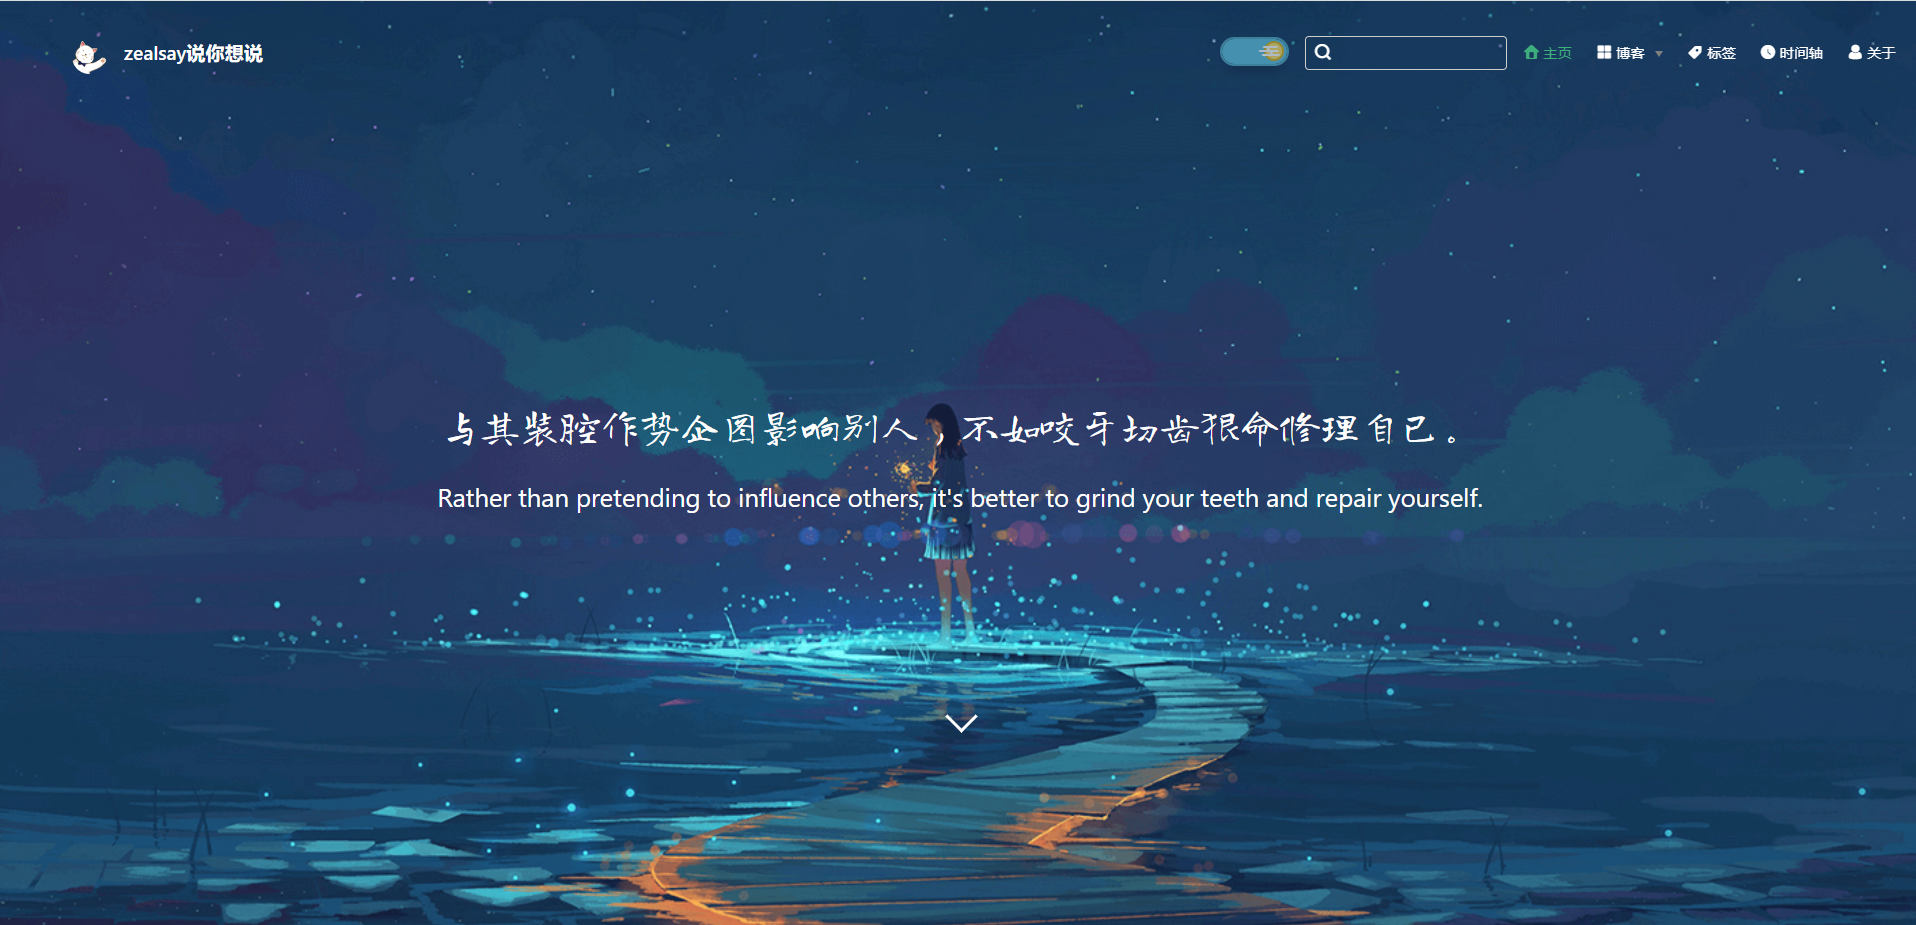 zealsay说你想说
主页
博客
标签
时间轴
关于
与其装腔作势企图影响别人，不如咬牙切齿狠命修理自己。
Rather than pretending to influence others, it's better to grind your teeth and repair yourself.